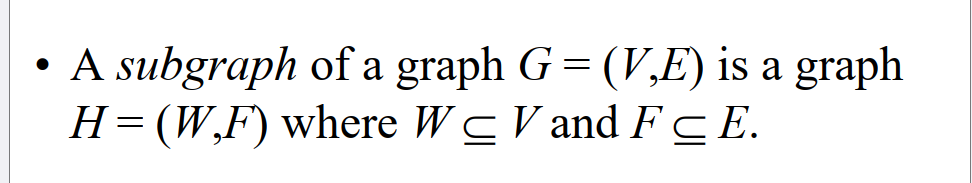 • A subgraph of a graph G = (V,E) is a graph
H = (W,F) where W ⊆ V and F ⊆ E.